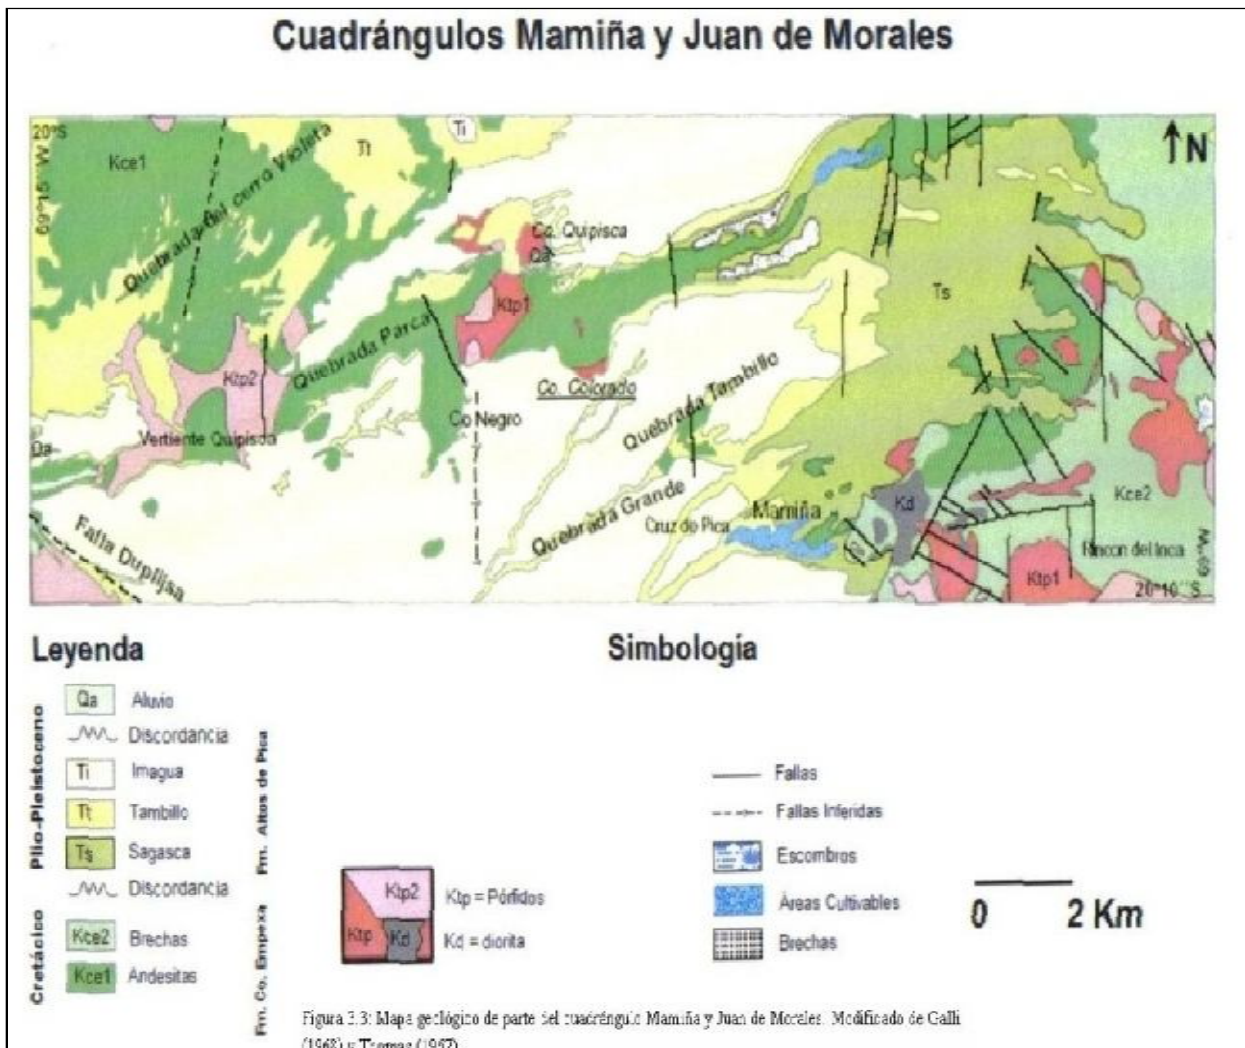 Cuadrángulos Mamiña y Juan de Morales
20°S
69°15' W
Kce1
Quebrada del cerro Violeta
Tt
Ti
N
Co. Quipisca
Qa
Ktp1
Ts
Quebrada Parca
Ktp2
Co. Colorado
Quebrada Tambillo
Co Negro
Vertiente Quipisca
Qa
Quebrada Grande
Cruz de Pica
Mamiña
Kd
Kce2
Falla Duplijsa
Rincon del Inca
Ktp1
69°W
20°10''S
Leyenda
Simbología
Plio-Pleistoceno
Cretácico
Fm. Altos de Pica
Fm. Co. Empexa
Qa Aluvio
Discordancia
Ti Imagua
Tt Tambillo
Ts Sagasca
Discordancia
Kce2 Brechas
Kce1 Andesitas
Ktp2
Ktp
Kd
Ktp = Pórfidos
Kd = diorita
Fallas
Fallas Inferidas
Escombros
Áreas Cultivables
Brechas
0 2 Km
Figura 3.3: Mapa geológico de parte del cuadrángulo Mamiña y Juan de Morales. Modificado de Galli
(1968) y Thomas (1967)